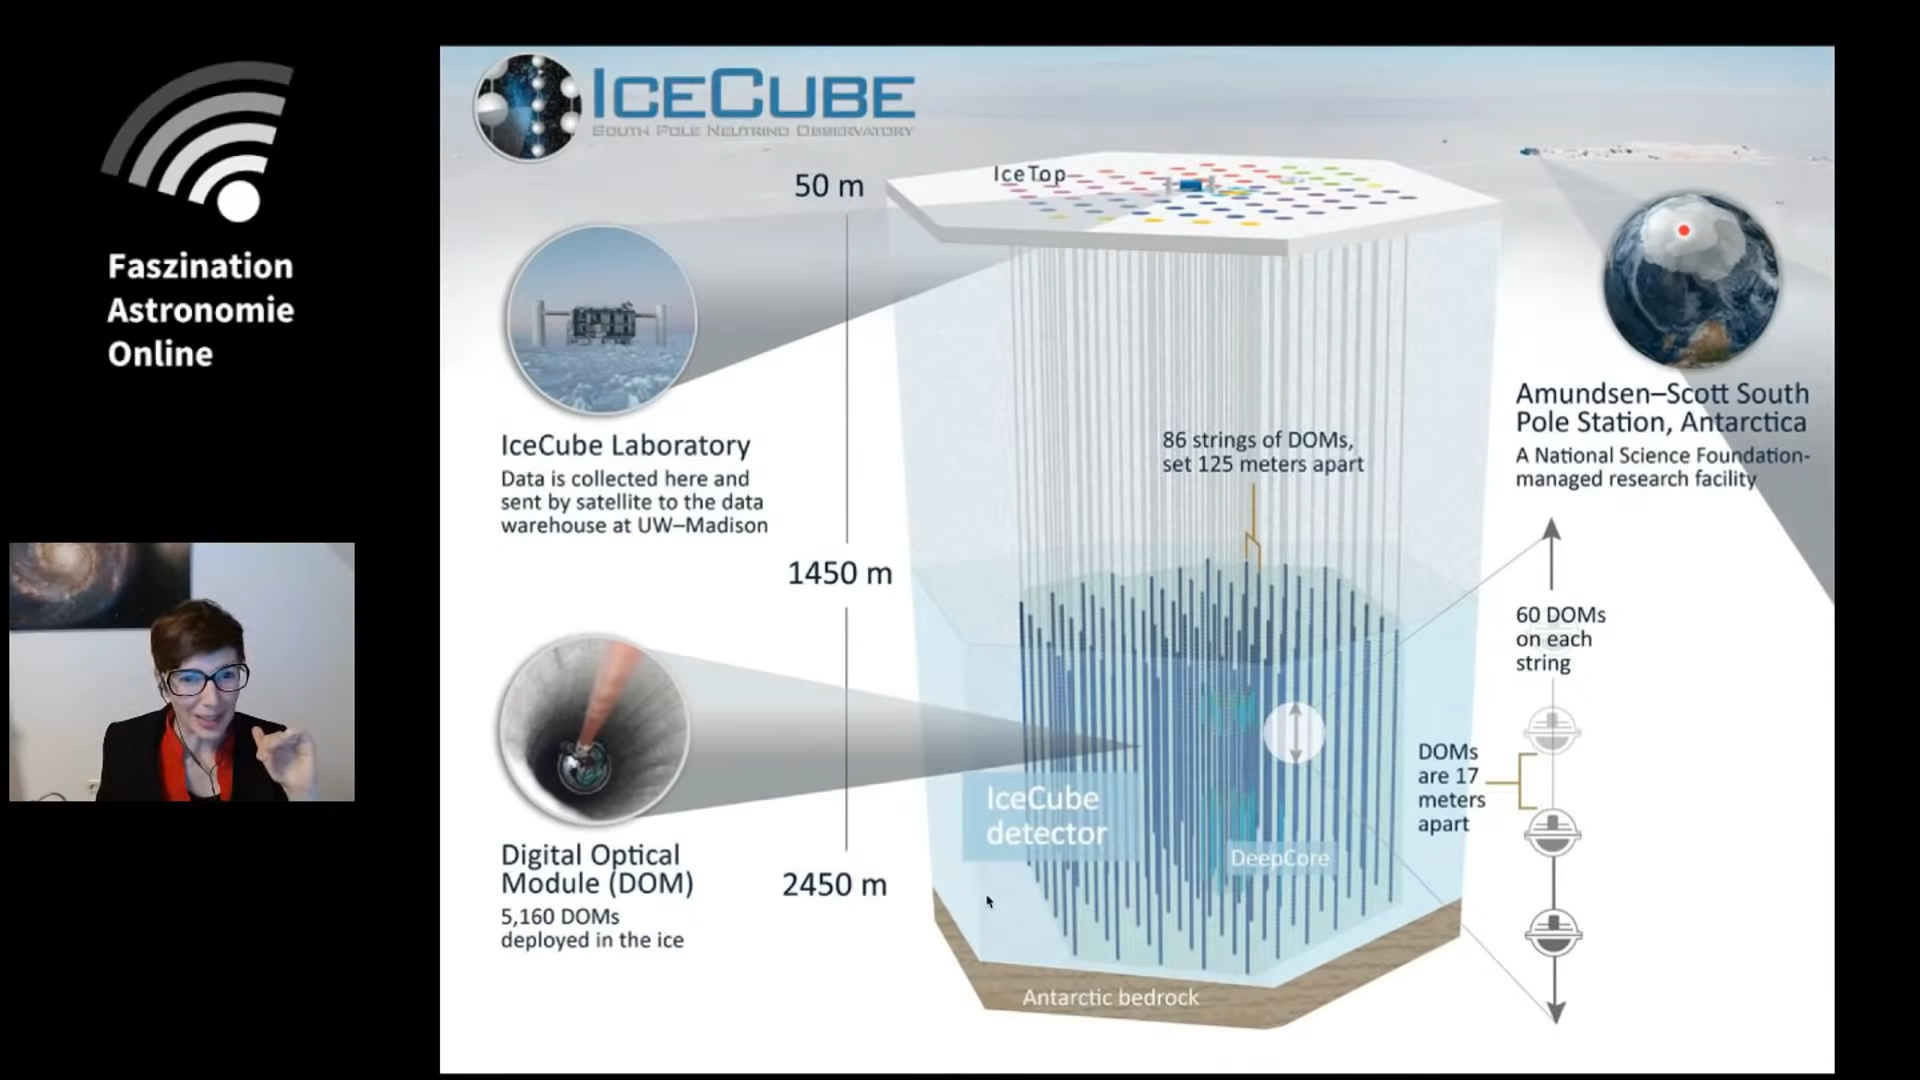 Faszination
Astronomie
Online
ICECUBE
SOUTH POLE NEUTRINO OBSERVATORY
IceTop
50 m
IceCube Laboratory
Data is collected here and
sent by satellite to the data
warehouse at UW–Madison
86 strings of DOMs,
set 125 meters apart
Amundsen–Scott South
Pole Station, Antarctica
A National Science Foundation-
managed research facility
1450 m
60 DOMs
on each
string
DOMs
are 17
meters
apart
IceCube
detector
DeepCore
Digital Optical
Module (DOM)
5,160 DOMs
deployed in the ice
2450 m
Antarctic bedrock